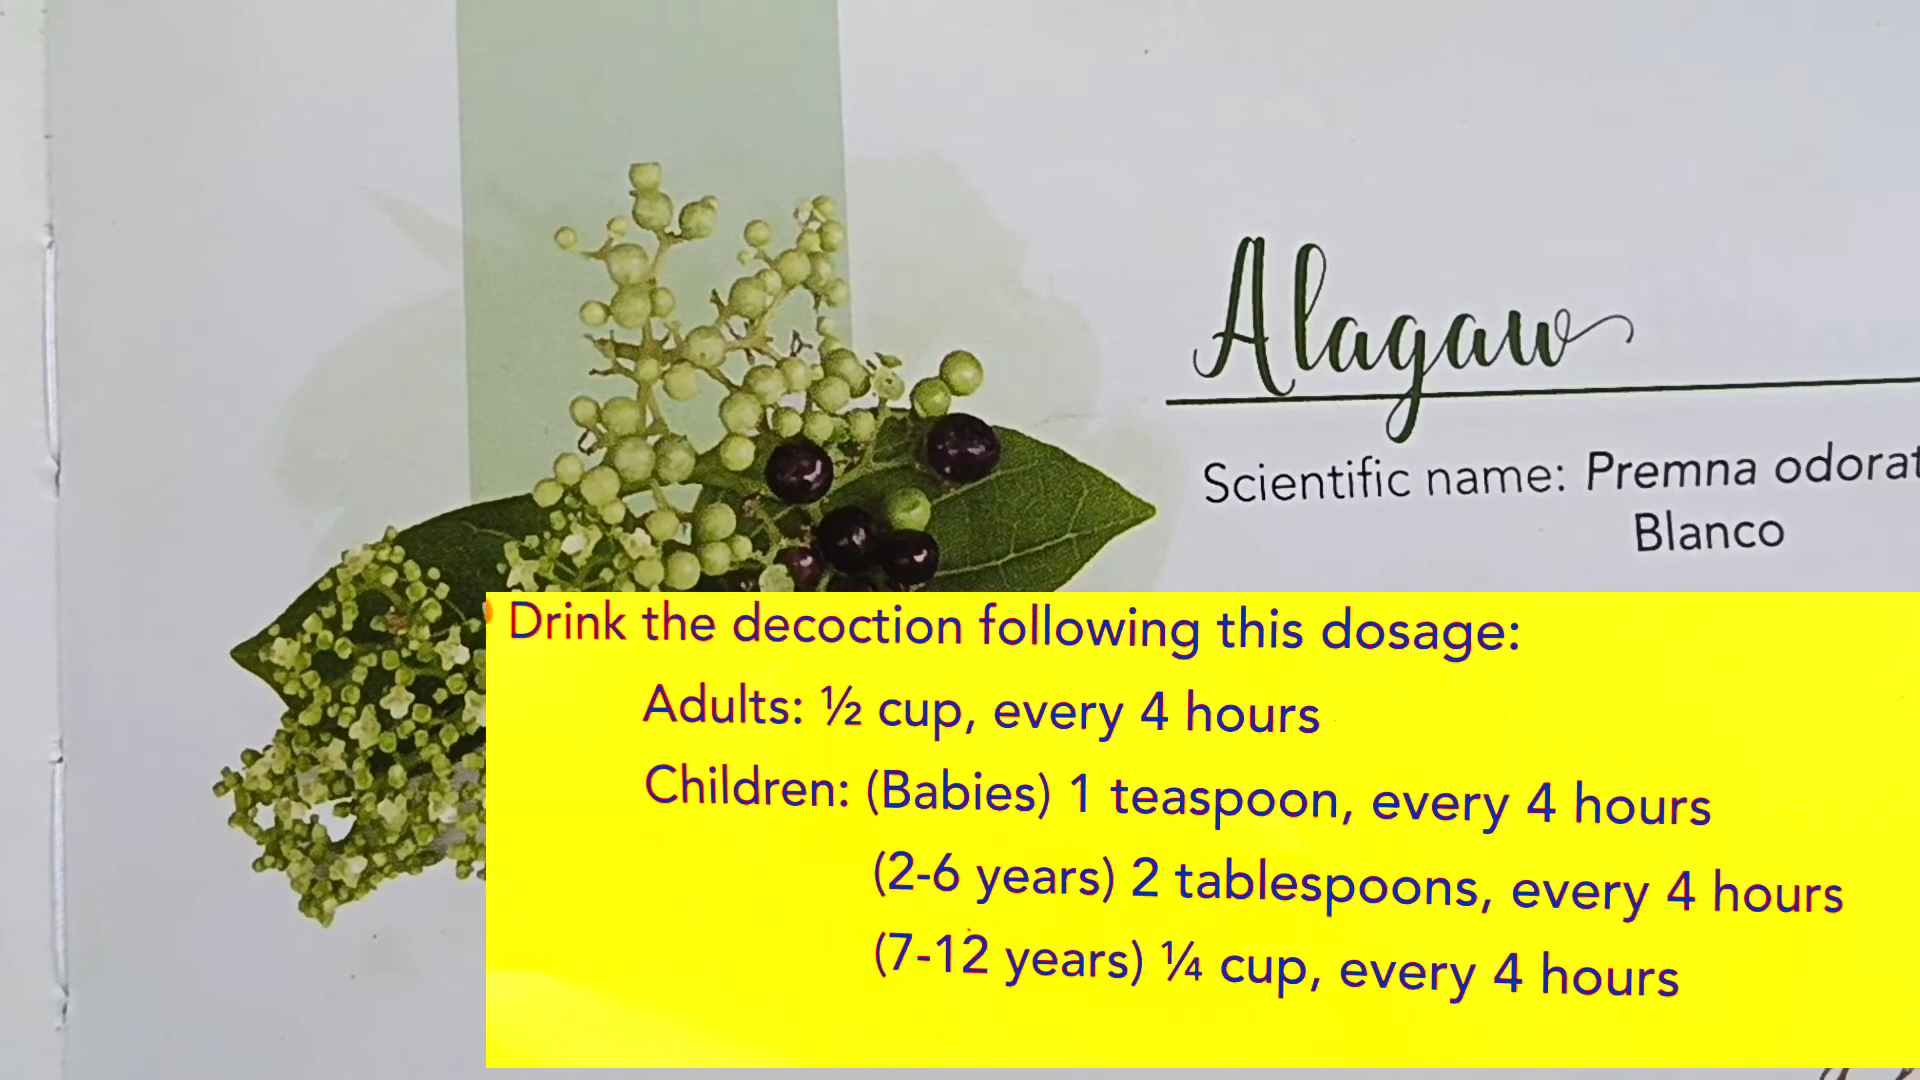 Alagaw
Scientific name: Premna odorat
Blanco
Drink the decoction following this dosage:
Adults: ½ cup, every 4 hours
Children: (Babies) 1 teaspoon, every 4 hours
(2-6 years) 2 tablespoons, every 4 hours
(7-12 years) ¼ cup, every 4 hours